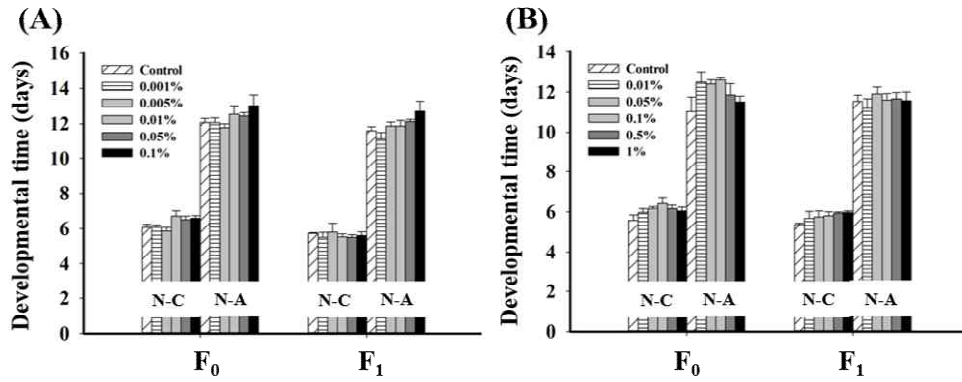 (A)
Developmental time (days)
16
14
12
10
8
6
4
2
0
Control
0.001%
0.005%
0.01%
0.05%
0.1%
N-C N-A N-C N-A
F0 F1
(B)
Developmental time (days)
14
12
10
8
6
4
2
0
Control
0.01%
0.05%
0.1%
0.5%
1%
N-C N-A N-C N-A
F0 F1